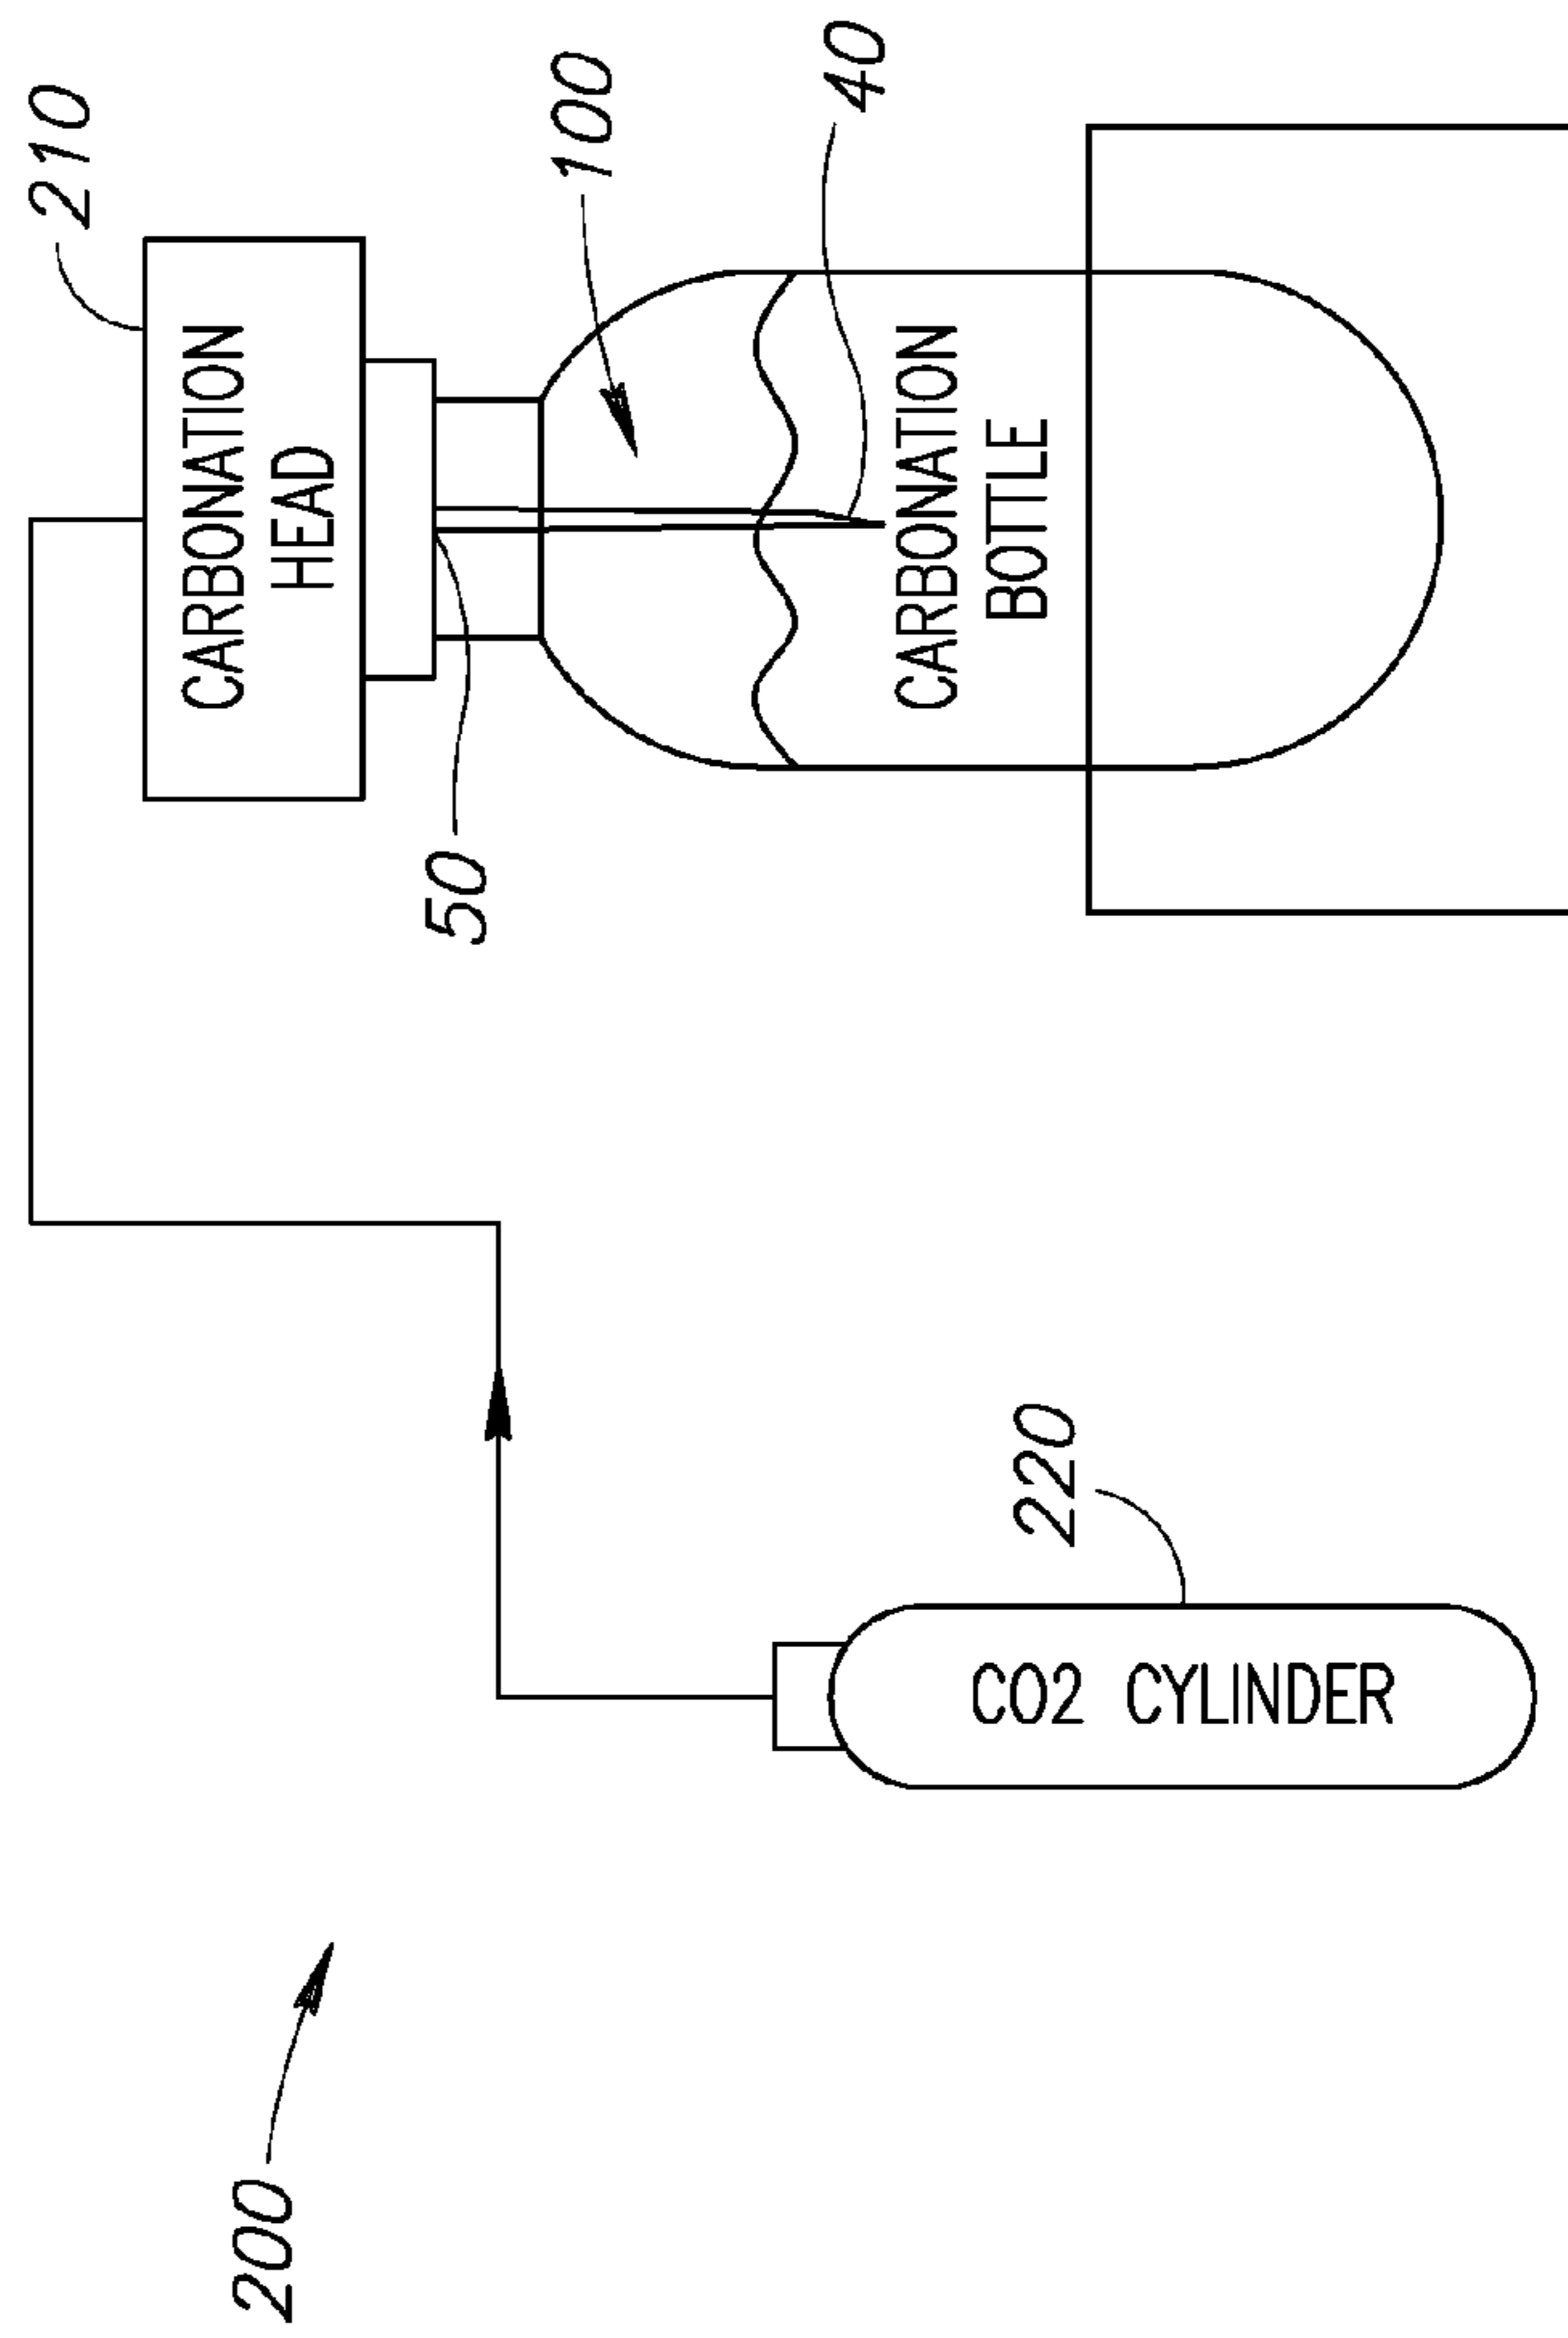 210
100
40
CARBONATION
HEAD
CARBONATION
BOTTLE
50
220
CO2 CYLINDER
200